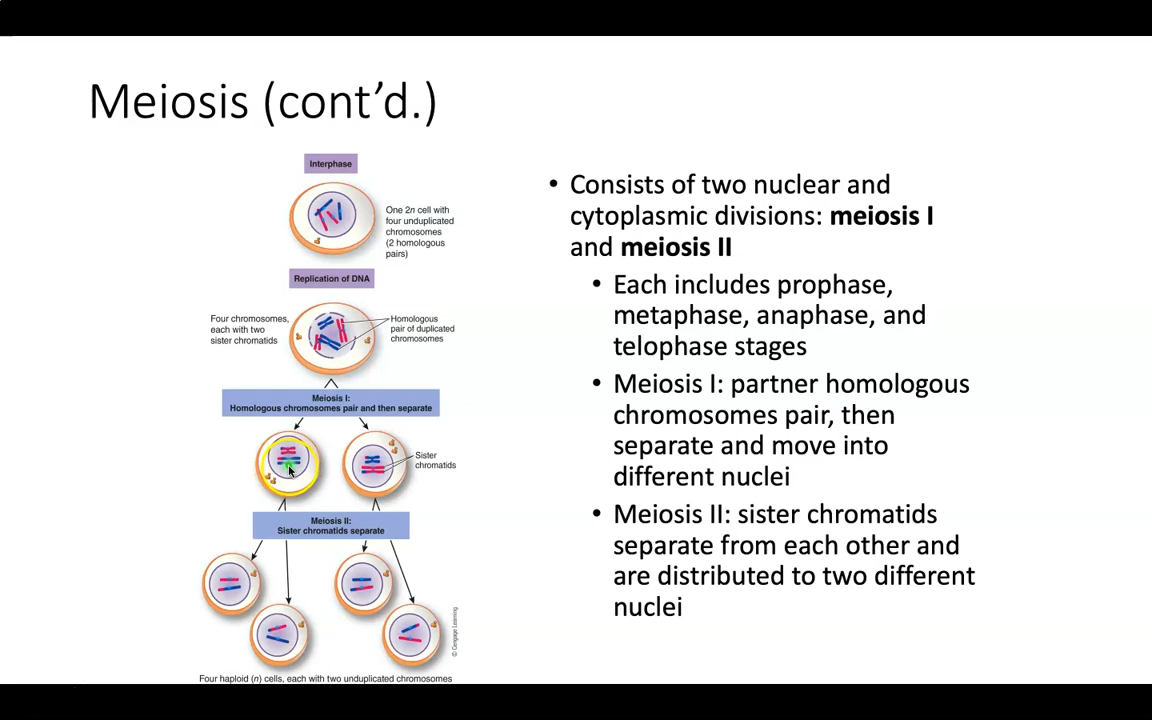 Meiosis (cont’d.)
Interphase
One 2n cell with
four unduplicated
chromosomes
(2 homologous
pairs)
Replication of DNA
Four chromosomes,
each with two
sister chromatids
Homologous
pair of duplicated
chromosomes
Meiosis I:
Homologous chromosomes pair and then separate
Sister
chromatids
Meiosis II:
Sister chromatids separate
© Cengage Learning
Four haploid (n) cells, each with two unduplicated chromosomes
• Consists of two nuclear and
cytoplasmic divisions: meiosis I
and meiosis II
• Each includes prophase,
metaphase, anaphase, and
telophase stages
• Meiosis I: partner homologous
chromosomes pair, then
separate and move into
different nuclei
• Meiosis II: sister chromatids
separate from each other and
are distributed to two different
nuclei